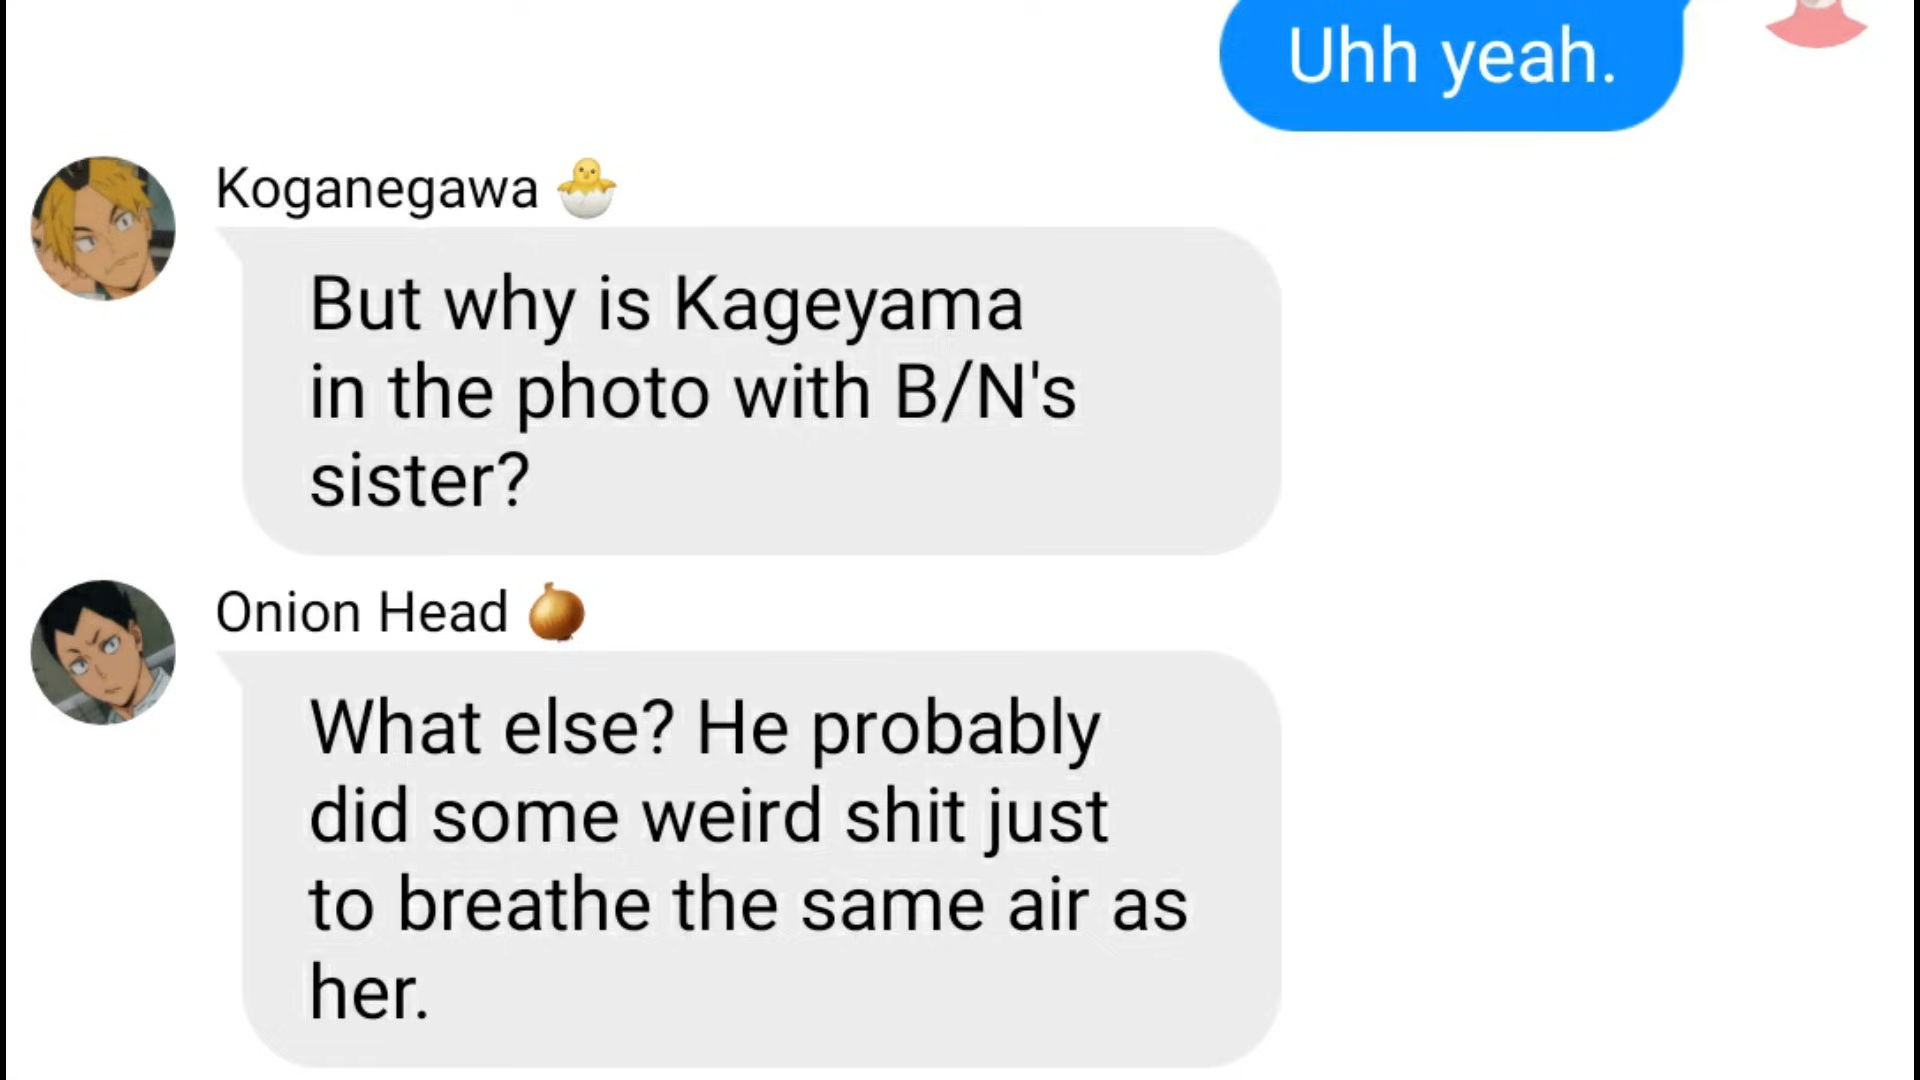 Uhh yeah.
Koganegawa 🐣
But why is Kageyama
in the photo with B/N's
sister?
Onion Head 🧅
What else? He probably
did some weird shit just
to breathe the same air as
her.